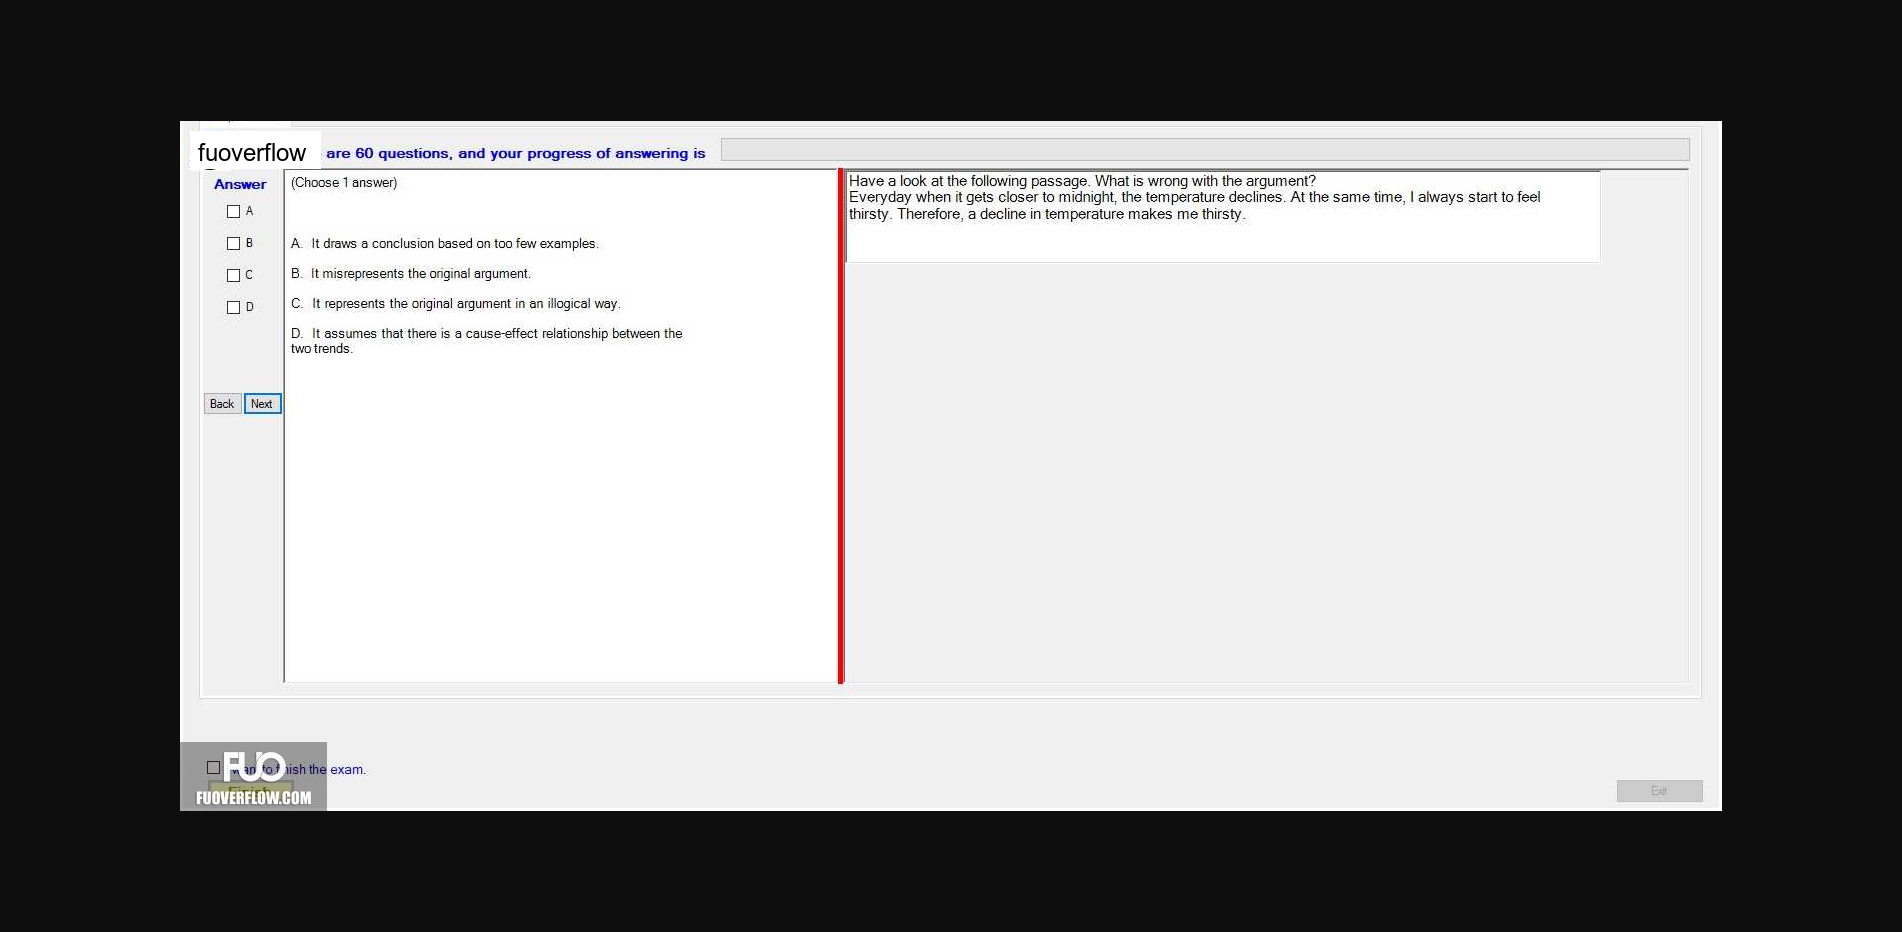 fuoverflow are 60 questions, and your progress of answering is
Answer
(Choose 1 answer)
A
B
C
D
A. It draws a conclusion based on too few examples.
B. It misrepresents the original argument.
C. It represents the original argument in an illogical way.
D. It assumes that there is a cause-effect relationship between the
two trends.
Back Next
Have a look at the following passage. What is wrong with the argument?
Everyday when it gets closer to midnight, the temperature declines. At the same time, I always start to feel
thirsty. Therefore, a decline in temperature makes me thirsty.
FUO
want to finish the exam.
Finish
FUOVERFLOW.COM
Exit